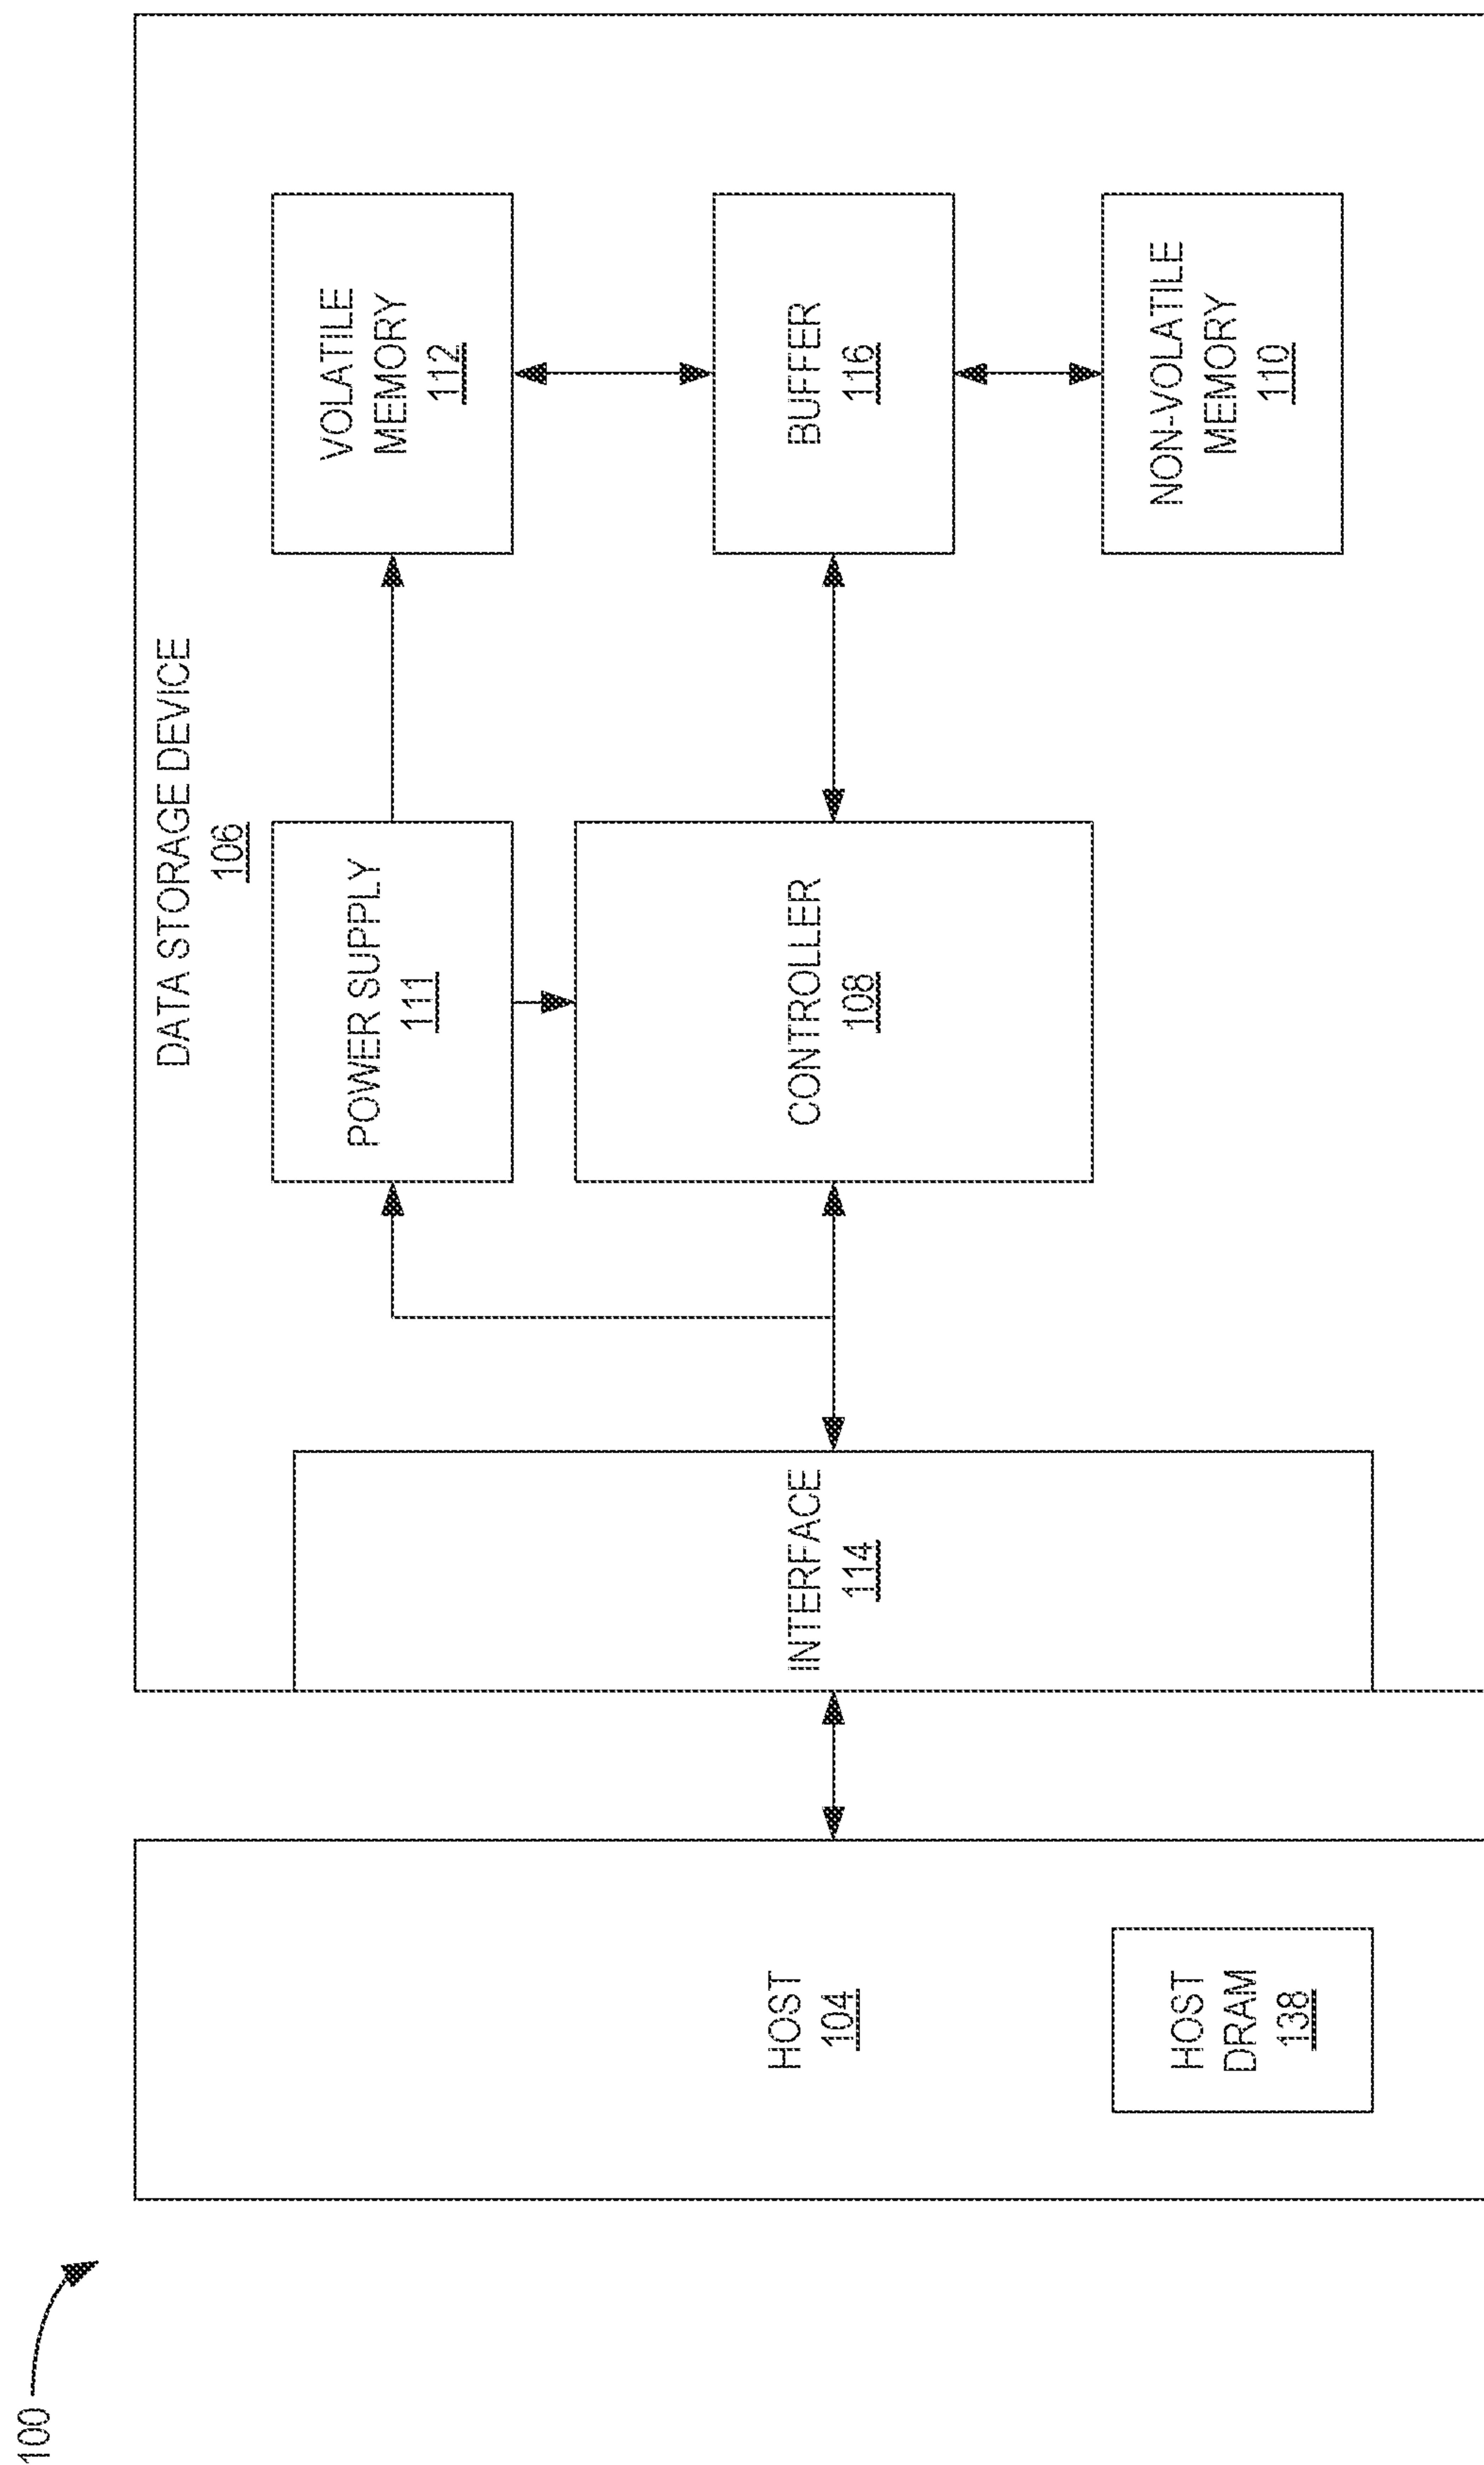 100
HOST
104
HOST
DRAM
138
DATA STORAGE DEVICE
106
INTERFACE
114
POWER SUPPLY
111
CONTROLLER
108
VOLATILE
MEMORY
112
BUFFER
116
NON-VOLATILE
MEMORY
110